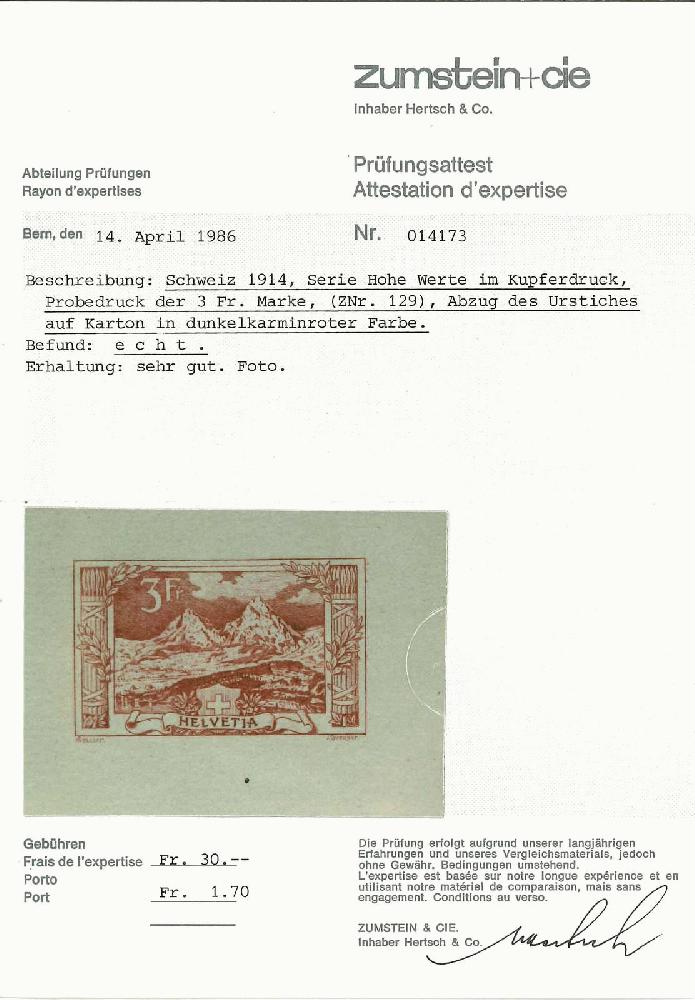 zumstein+cie
Inhaber Hertsch & Co.
Abteilung Prüfungen
Rayon d'expertises
Prüfungsattest
Attestation d'expertise
Bern, den 14. April 1986
Nr. 014173
Beschreibung: Schweiz 1914, Serie Hohe Werte im Kupferdruck,
Probedruck der 3 Fr. Marke, (ZNr. 129), Abzug des Urstiches
auf Karton in dunkelkarminroter Farbe.
Befund: e c h t .
Erhaltung: sehr gut. Foto.
3 Fr
HELVETIA
Gebühren
Frais de l'expertise Fr. 30.--
Porto
Port Fr. 1.70
Die Prüfung erfolgt aufgrund unserer langjährigen
Erfahrungen und unseres Vergleichsmaterials, jedoch
ohne Gewähr. Bedingungen umstehend.
L'expertise est basée sur notre longue expérience et en
utilisant notre matériel de comparaison, mais sans
engagement. Conditions au verso.
ZUMSTEIN & CIE.
Inhaber Hertsch & Co.